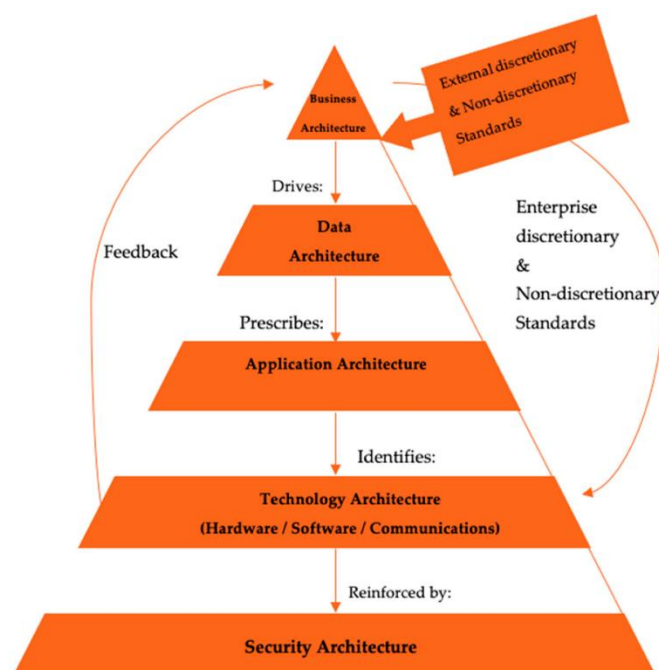 External discretionary
& Non-discretionary
Standards
Business
Architecture
Drives:
Data
Architecture
Feedback
Enterprise
discretionary
&
Non-discretionary
Standards
Prescribes:
Application Architecture
Identifies:
Technology Architecture
(Hardware / Software / Communications)
Reinforced by:
Security Architecture